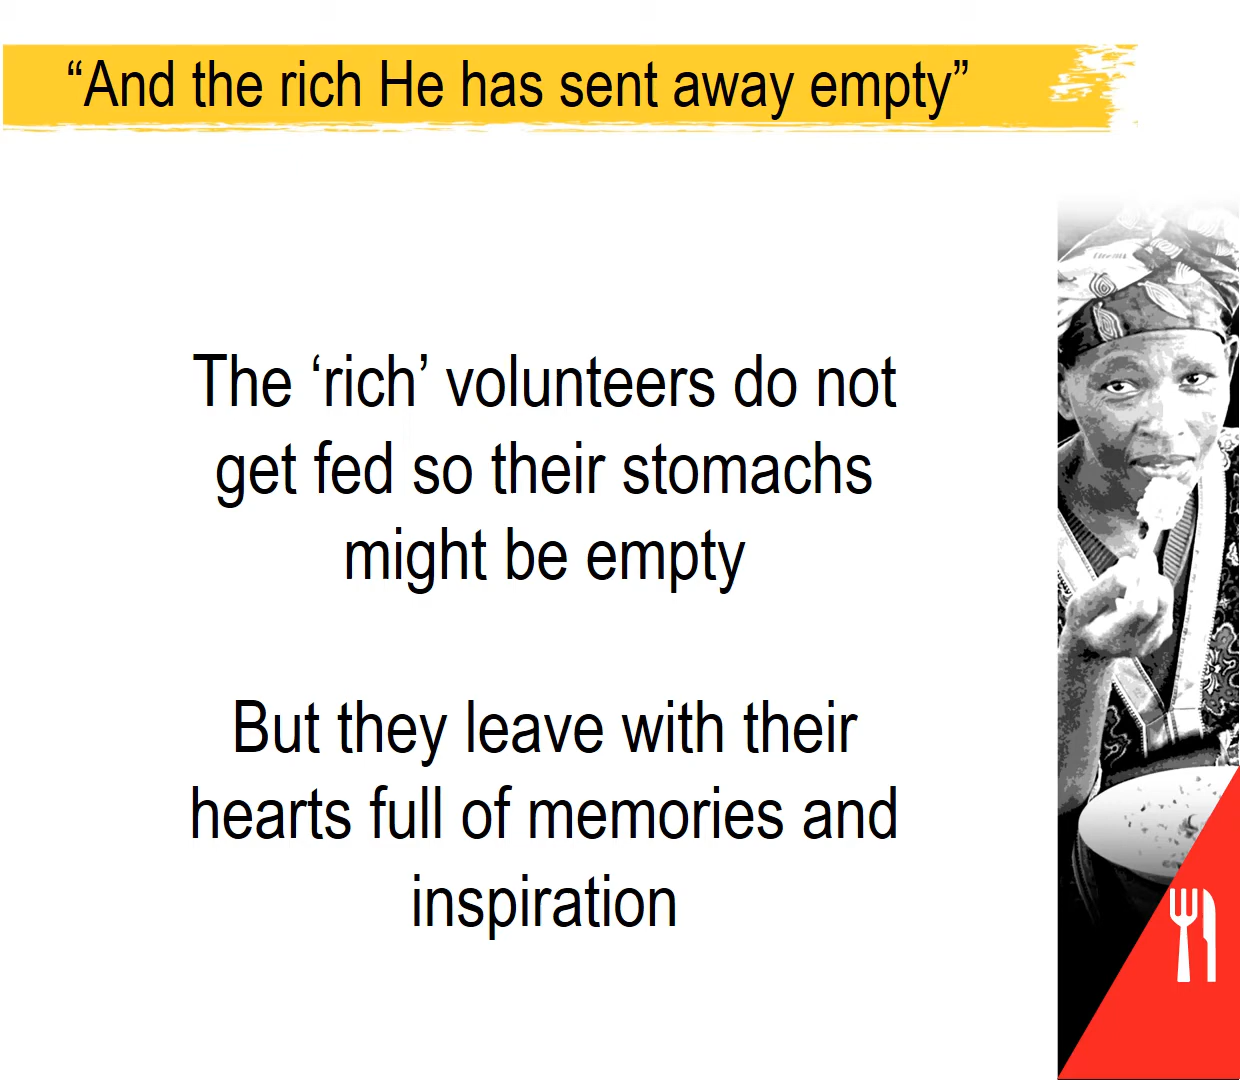 “And the rich He has sent away empty”
The ‘rich’ volunteers do not
get fed so their stomachs
might be empty
But they leave with their
hearts full of memories and
inspiration